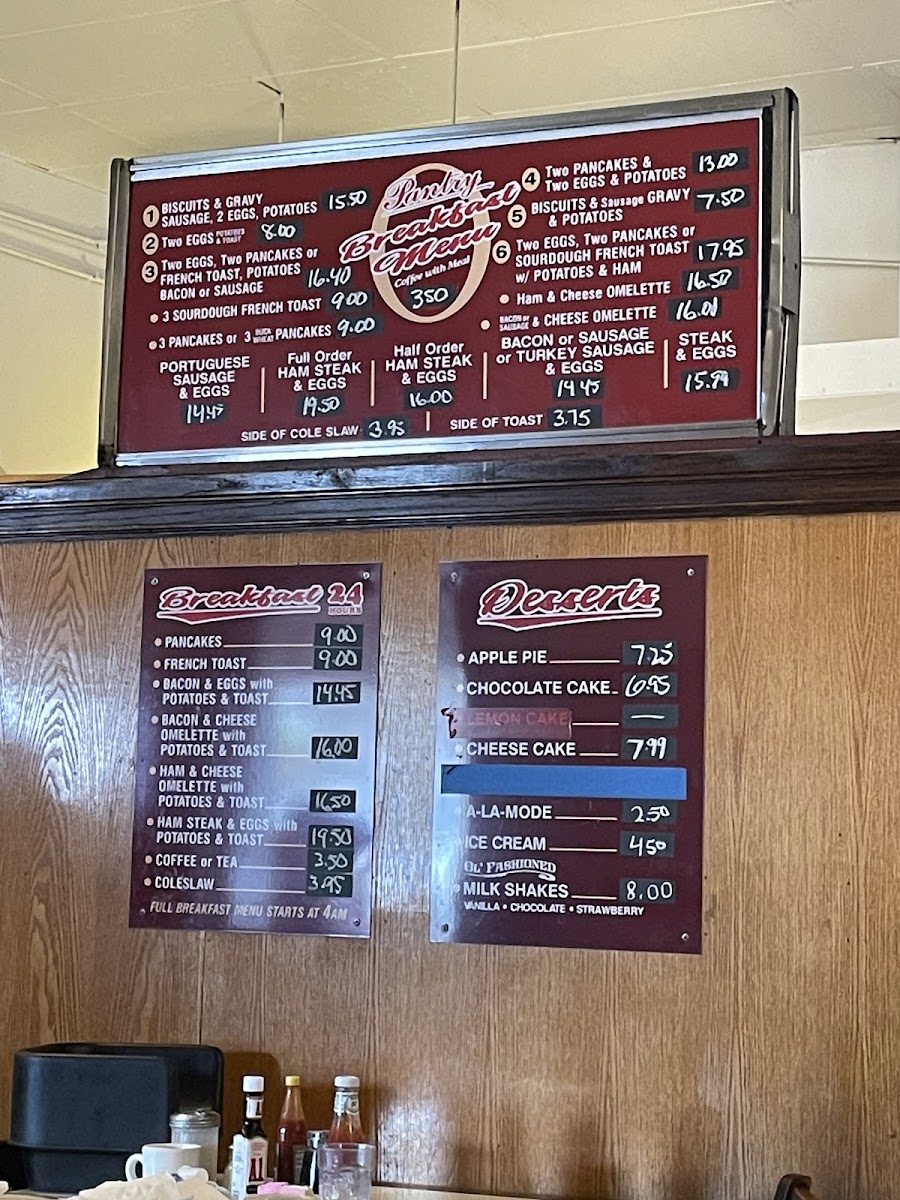 Pantry
Breakfast
Menu
Coffee with Meal
350
1 BISCUITS & GRAVY
SAUSAGE, 2 EGGS, POTATOES 15.50
2 Two EGGS POTATOES & TOAST 8.00
3 Two EGGS, Two PANCAKES or
FRENCH TOAST, POTATOES
BACON or SAUSAGE 16.40
• 3 SOURDOUGH FRENCH TOAST 9.00
• 3 PANCAKES or 3 BUCK WHEAT PANCAKES 9.00
4 Two PANCAKES &
Two EGGS & POTATOES 13.00
5 BISCUITS & Sausage GRAVY
& POTATOES 7.50
6 Two EGGS, Two PANCAKES or
SOURDOUGH FRENCH TOAST
w/ POTATOES & HAM 17.95
• Ham & Cheese OMELETTE 16.50
• BACON or SAUSAGE & CHEESE OMELETTE 16.00
PORTUGUESE
SAUSAGE
& EGGS
14.45
Full Order
HAM STEAK
& EGGS
19.50
Half Order
HAM STEAK
& EGGS
16.00
BACON or SAUSAGE
or TURKEY SAUSAGE
& EGGS
14.45
STEAK
& EGGS
15.99
SIDE OF COLE SLAW 3.95
SIDE OF TOAST 3.75
Breakfast 24
HOURS
• PANCAKES 9.00
• FRENCH TOAST 9.00
• BACON & EGGS with
POTATOES & TOAST 14.45
• BACON & CHEESE
OMELETTE with
POTATOES & TOAST 16.00
• HAM & CHEESE
OMELETTE with
POTATOES & TOAST 16.50
• HAM STEAK & EGGS with
POTATOES & TOAST 19.50
• COFFEE or TEA 3.50
• COLESLAW 3.95
FULL BREAKFAST MENU STARTS AT 4AM
Desserts
• APPLE PIE 7.25
• CHOCOLATE CAKE 6.95
LEMON CAKE —
• CHEESE CAKE 7.99
A-LA-MODE 2.50
ICE CREAM 450
OL' FASHIONED
• MILK SHAKES 8.00
VANILLA • CHOCOLATE • STRAWBERRY
A1